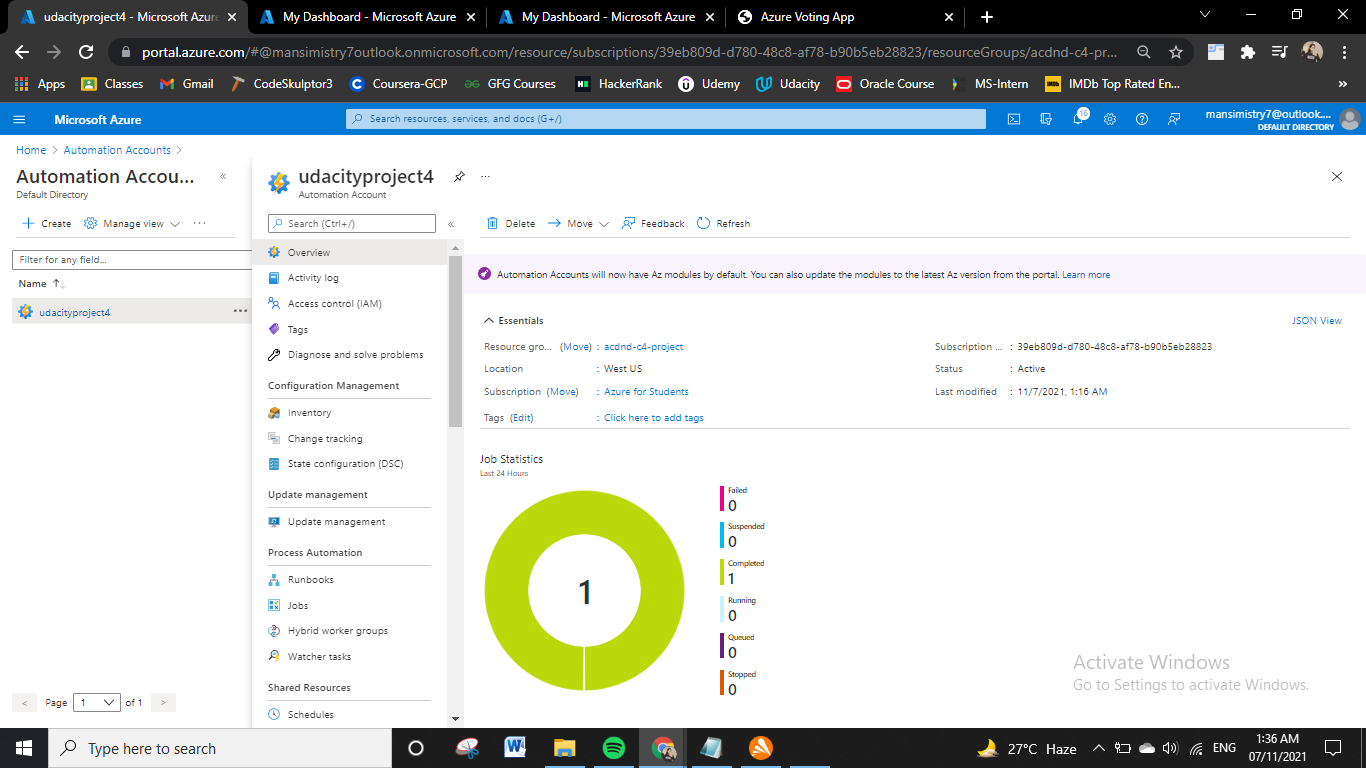 udacityproject4 - Microsoft Azure
My Dashboard - Microsoft Azure
My Dashboard - Microsoft Azure
Azure Voting App
portal.azure.com/#@mansimistry7outlook.onmicrosoft.com/resource/subscriptions/39eb809d-d780-48c8-af78-b90b5eb28823/resourceGroups/acdnd-c4-pr...
Apps
Classes
Gmail
CodeSkulptor3
Coursera-GCP
GFG Courses
HackerRank
Udemy
Udacity
Oracle Course
MS-Intern
IMDb Top Rated En...
Microsoft Azure
Search resources, services, and docs (G+/)
16
mansimistry7@outlook....
DEFAULT DIRECTORY
Home > Automation Accounts >
Automation Accou...
Default Directory
Create
Manage view
Filter for any field...
Name
udacityproject4
Page 1 of 1
udacityproject4
Automation Account
Search (Ctrl+/)
Overview
Activity log
Access control (IAM)
Tags
Diagnose and solve problems
Configuration Management
Inventory
Change tracking
State configuration (DSC)
Update management
Update management
Process Automation
Runbooks
Jobs
Hybrid worker groups
Watcher tasks
Shared Resources
Schedules
Delete
Move
Feedback
Refresh
Automation Accounts will now have Az modules by default. You can also update the modules to the latest Az version from the portal. Learn more
Essentials
JSON View
Resource gro... (Move) : acdnd-c4-project
Location : West US
Subscription (Move) : Azure for Students
Tags (Edit) : Click here to add tags
Subscription ... : 39eb809d-d780-48c8-af78-b90b5eb28823
Status : Active
Last modified : 11/7/2021, 1:16 AM
Job Statistics
Last 24 Hours
1
Failed
0
Suspended
0
Completed
1
Running
0
Queued
0
Stopped
0
Activate Windows
Go to Settings to activate Windows.
Type here to search
27°C Haze
ENG
1:36 AM
07/11/2021